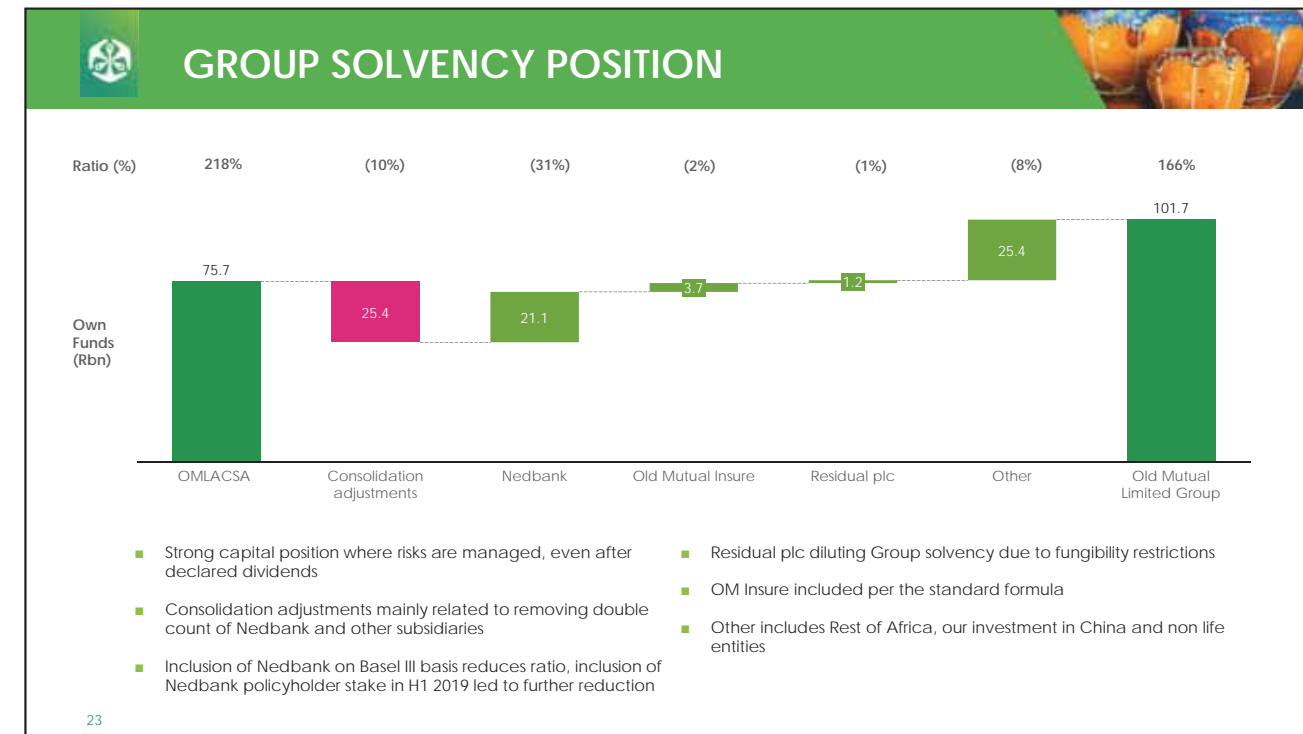 GROUP SOLVENCY POSITION
Ratio (%) 218% (10%) (31%) (2%) (1%) (8%) 166%
101.7
75.7
25.4
25.4
21.1
3.7
1.2
Own
Funds
(Rbn)
OMLACSA Consolidation Nedbank Old Mutual Insure Residual plc Other Old Mutual
adjustments Limited Group
■ Strong capital position where risks are managed, even after
declared dividends
■ Consolidation adjustments mainly related to removing double
count of Nedbank and other subsidiaries
■ Inclusion of Nedbank on Basel III basis reduces ratio, inclusion of
Nedbank policyholder stake in H1 2019 led to further reduction
■ Residual plc diluting Group solvency due to fungibility restrictions
■ OM Insure included per the standard formula
■ Other includes Rest of Africa, our investment in China and non life
entities
23